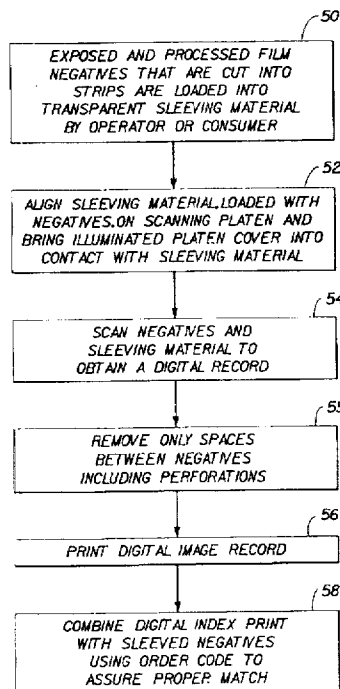 50
EXPOSED AND PROCESSED FILM
NEGATIVES THAT ARE CUT INTO
STRIPS ARE LOADED INTO
TRANSPARENT SLEEVING MATERIAL
BY OPERATOR OR CONSUMER
52
ALIGN SLEEVING MATERIAL, LOADED WITH
NEGATIVES, ON SCANNING PLATEN AND
BRING ILLUMINATED PLATEN COVER INTO
CONTACT WITH SLEEVING MATERIAL
54
SCAN NEGATIVES AND
SLEEVING MATERIAL TO
OBTAIN A DIGITAL RECORD
55
REMOVE ONLY SPACES
BETWEEN NEGATIVES
INCLUDING PERFORATIONS
56
PRINT DIGITAL IMAGE RECORD
58
COMBINE DIGITAL INDEX PRINT
WITH SLEEVED NEGATIVES
USING ORDER CODE TO
ASSURE PROPER MATCH